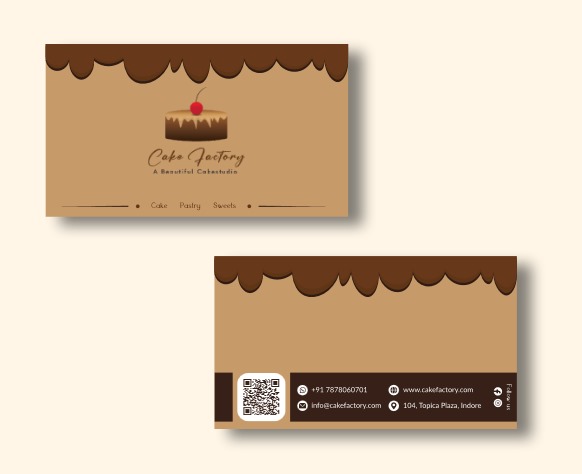 Cake Factory
A Beautiful Cakestudio
Cake Pastry Sweets
+91 7878060701 www.cakefactory.com
info@cakefactory.com 104, Topica Plaza, Indore
Follow us